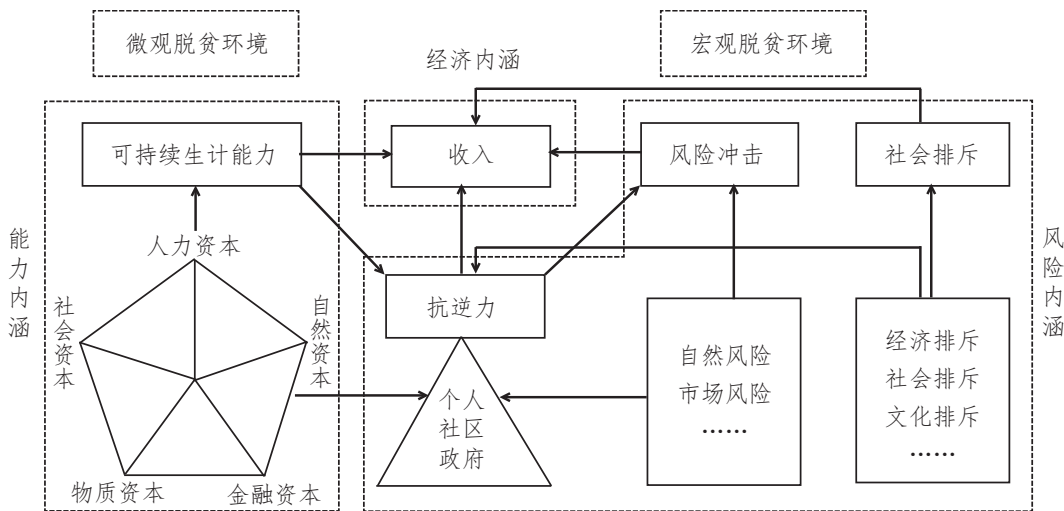 微观脱贫环境
宏观脱贫环境
经济内涵
可持续生计能力
收入
风险冲击
社会排斥
能力内涵
风险内涵
人力资本
社会资本
自然资本
物质资本
金融资本
抗逆力
个人
社区
政府
自然风险
市场风险
……
经济排斥
社会排斥
文化排斥
……